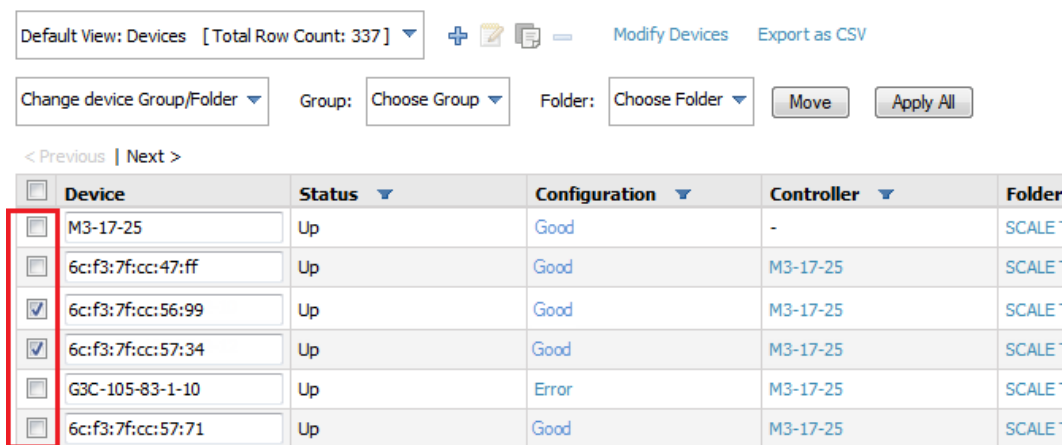 Default View: Devices [Total Row Count: 337] Modify Devices Export as CSV
Change device Group/Folder Group: Choose Group Folder: Choose Folder Move Apply All
< Previous | Next >
Device Status Configuration Controller Folder
M3-17-25 Up Good - SCALE
6c:f3:7f:cc:47:ff Up Good M3-17-25 SCALE
6c:f3:7f:cc:56:99 Up Good M3-17-25 SCALE
6c:f3:7f:cc:57:34 Up Good M3-17-25 SCALE
G3C-105-83-1-10 Up Error M3-17-25 SCALE
6c:f3:7f:cc:57:71 Up Good M3-17-25 SCALE